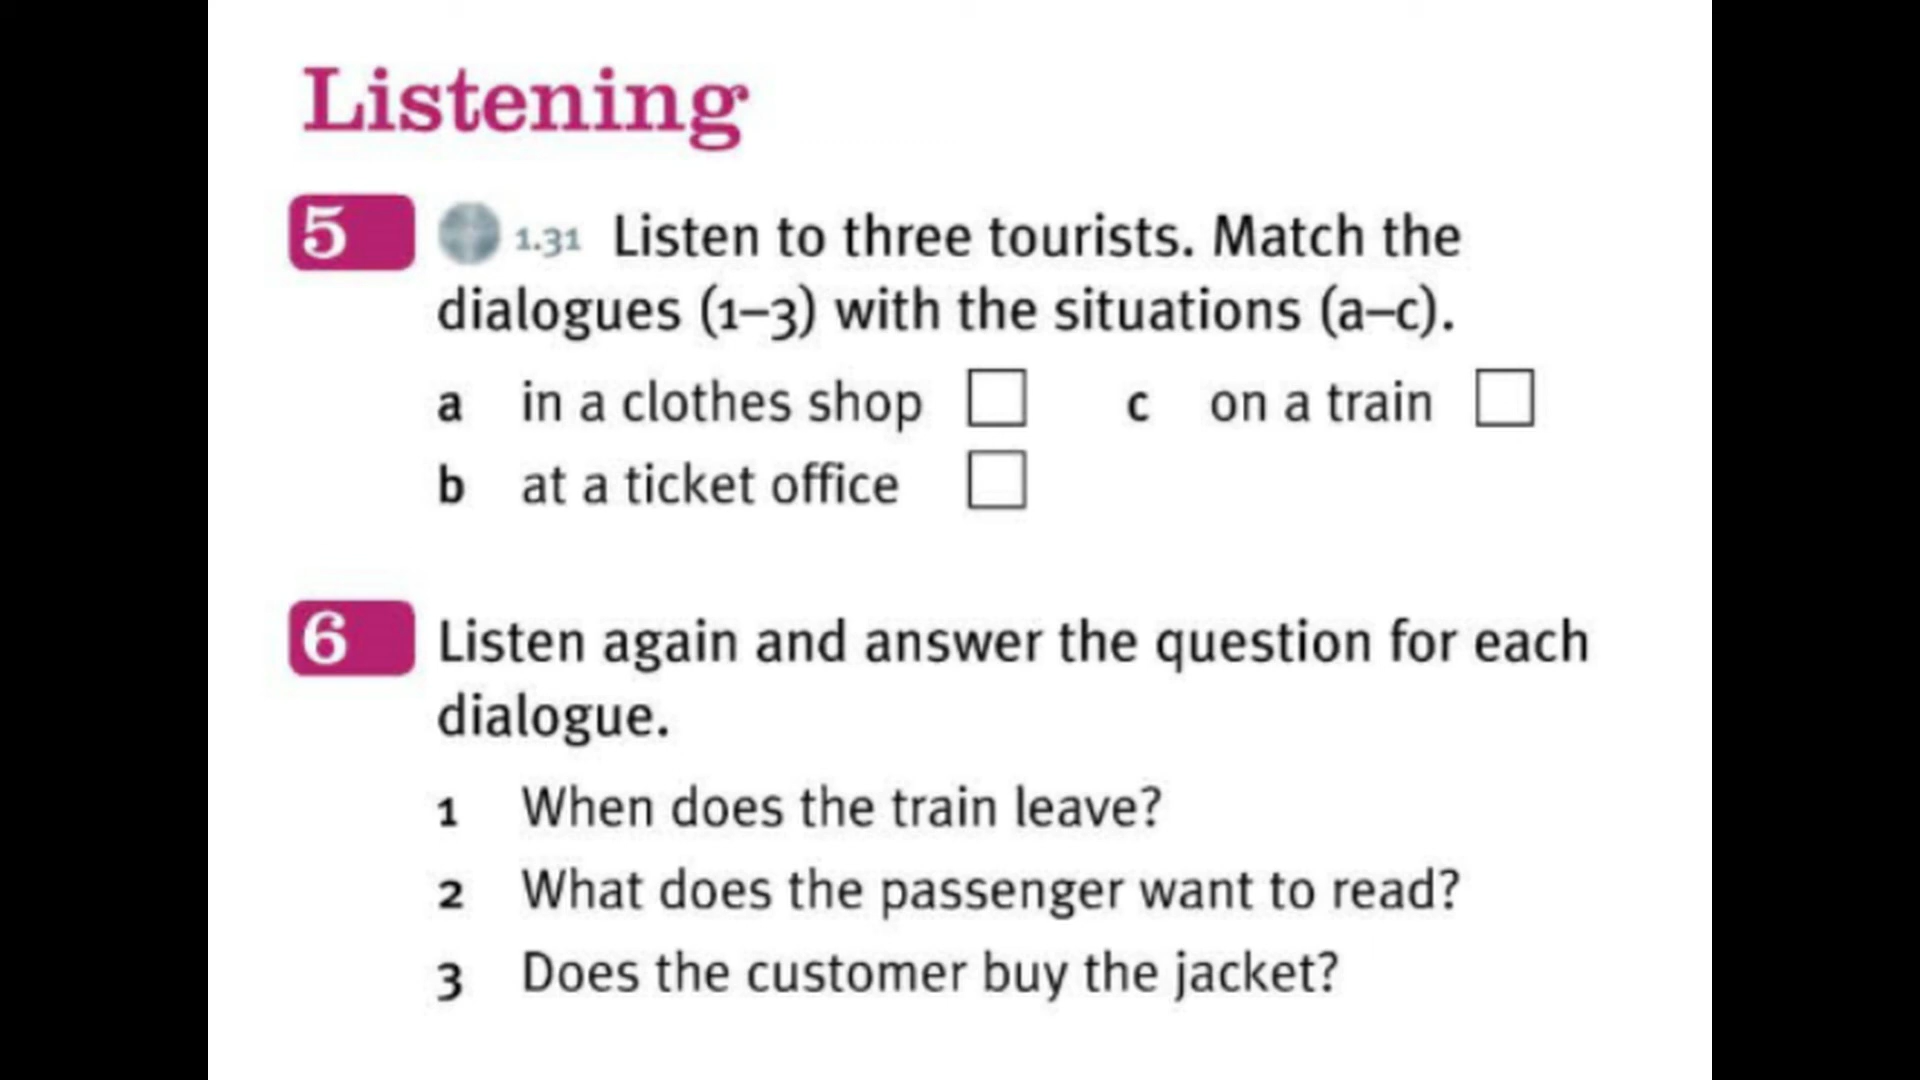 Listening
5 1.31 Listen to three tourists. Match the
dialogues (1–3) with the situations (a–c).
a in a clothes shop c on a train
b at a ticket office
6 Listen again and answer the question for each
dialogue.
1 When does the train leave?
2 What does the passenger want to read?
3 Does the customer buy the jacket?